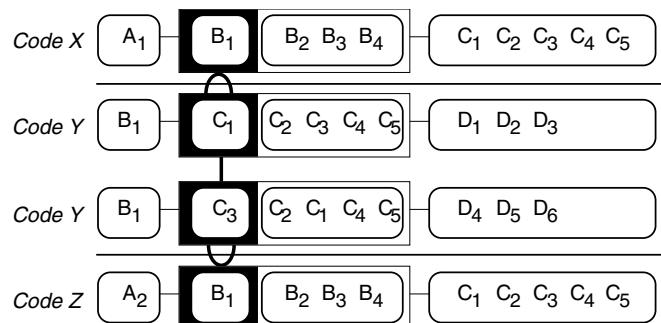 Code X A₁ B₁ B₂ B₃ B₄ C₁ C₂ C₃ C₄ C₅
Code Y B₁ C₁ C₂ C₃ C₄ C₅ D₁ D₂ D₃
Code Y B₁ C₃ C₂ C₁ C₄ C₅ D₄ D₅ D₆
Code Z A₂ B₁ B₂ B₃ B₄ C₁ C₂ C₃ C₄ C₅